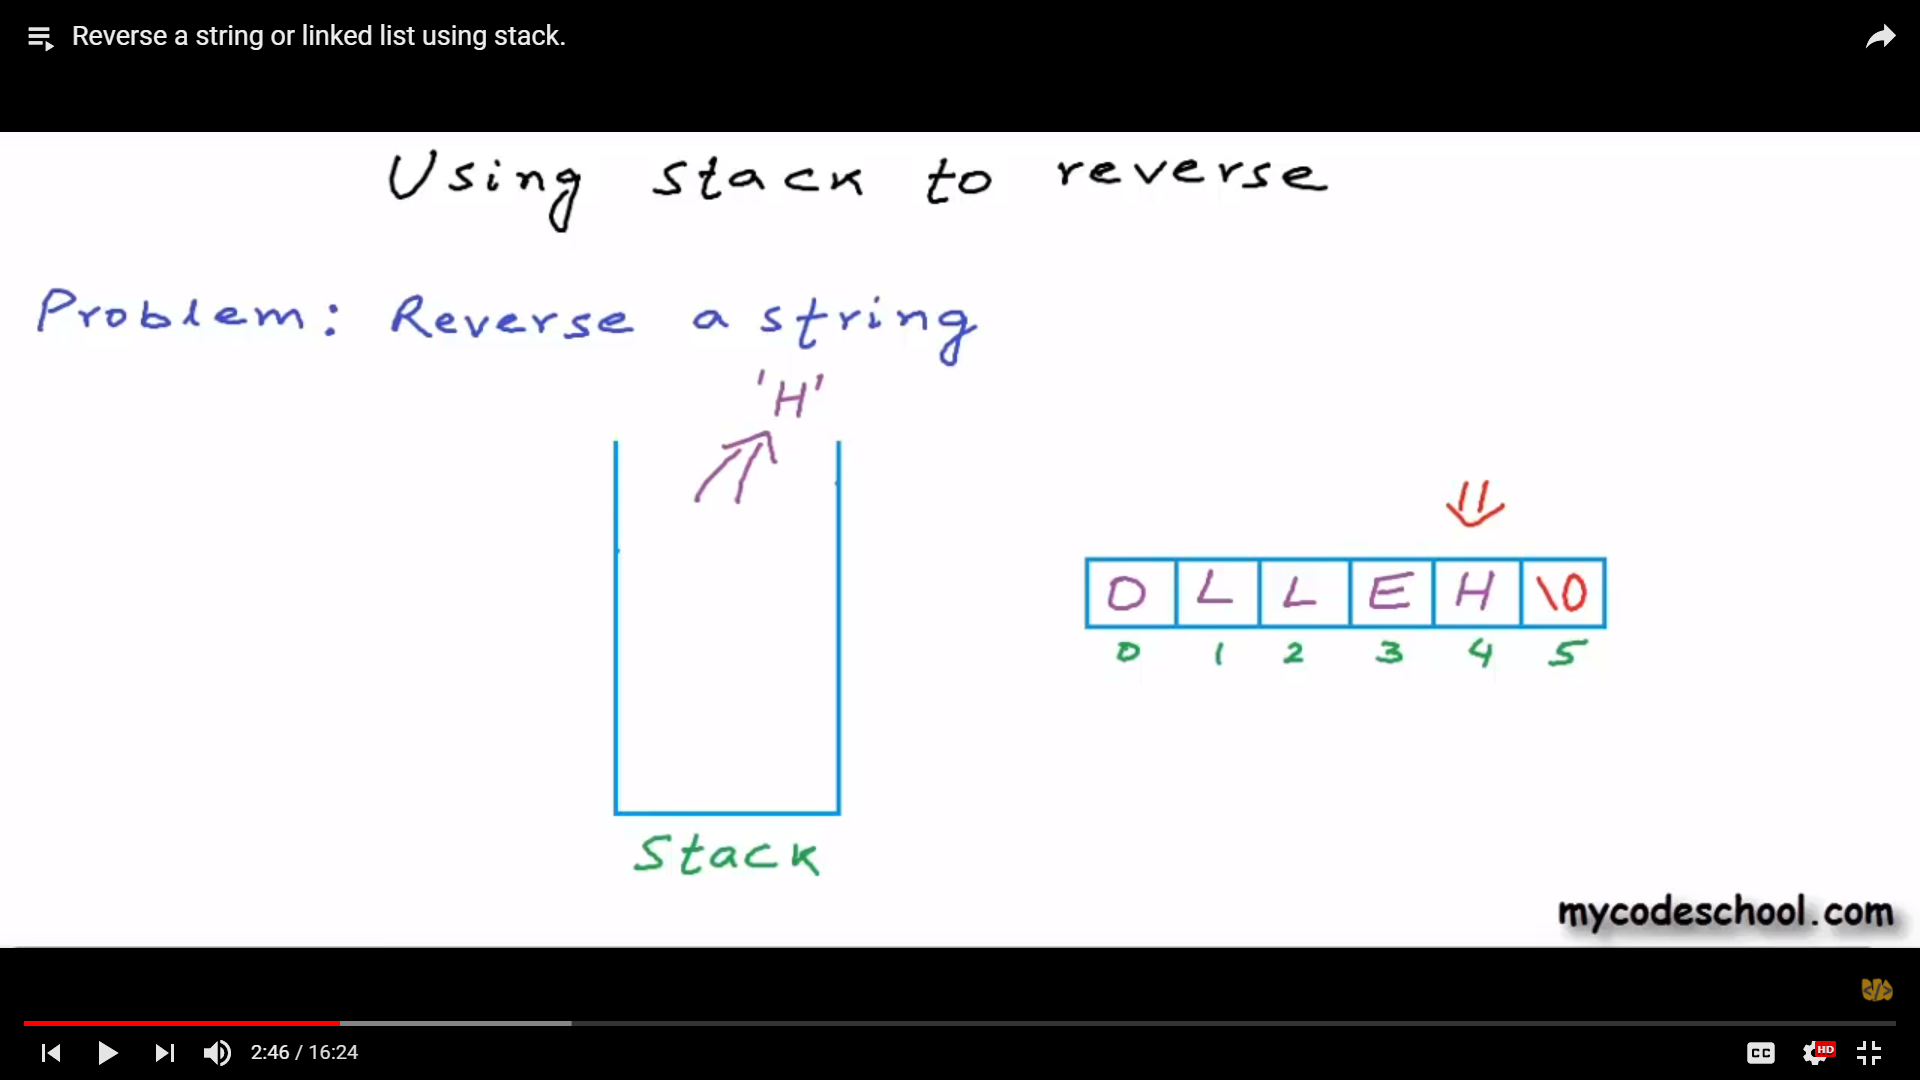 Reverse a string or linked list using stack.
Using stack to reverse
Problem: Reverse a string
'H'
O L L E H \0
0 1 2 3 4 5
Stack
mycodeschool.com
</>
2:46 / 16:24
CC HD